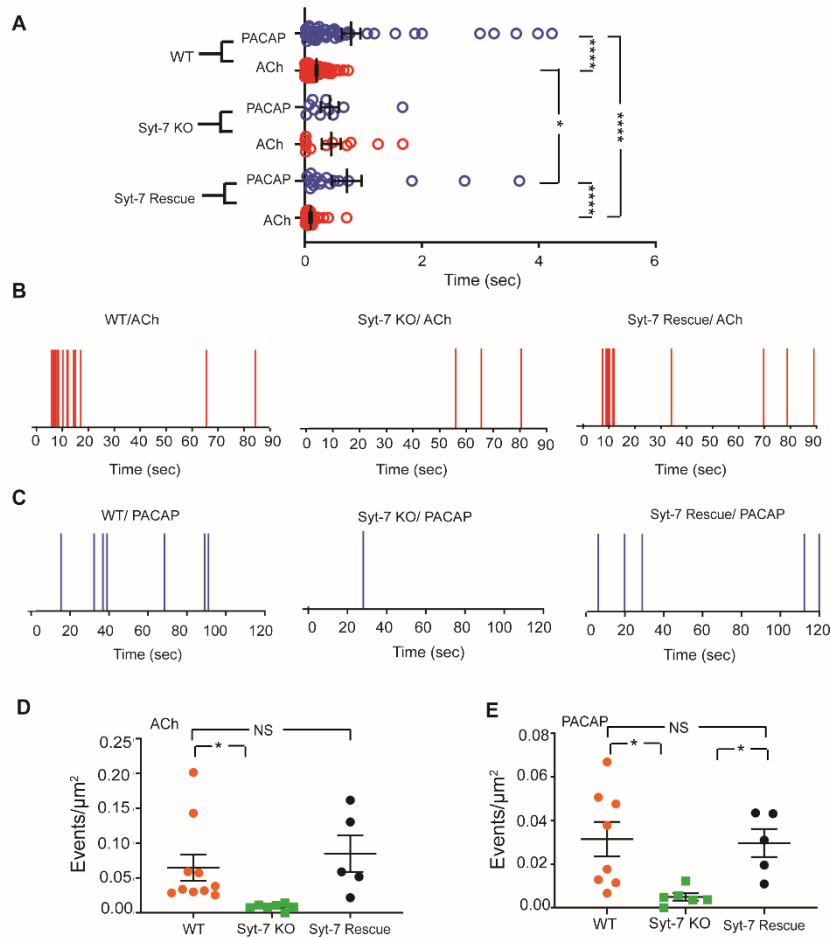 A
WT
PACAP
ACh
Syt-7 KO
PACAP
ACh
Syt-7 Rescue
PACAP
ACh
****
*
****
****
0 2 4 6
Time (sec)
B
WT/ACh
Syt-7 KO/ ACh
Syt-7 Rescue/ ACh
0 10 20 30 40 50 60 70 80 90
0 10 20 30 40 50 60 70 80 90
0 10 20 30 40 50 60 70 80 90
Time (sec)
Time (sec)
Time (sec)
C
WT/ PACAP
Syt-7 KO/ PACAP
Syt-7 Rescue/ PACAP
0 20 40 60 80 100 120
0 20 40 60 80 100 120
0 20 40 60 80 100 120
Time (sec)
Time (sec)
Time (sec)
D
ACh
NS
*
Events/µm²
0.25
0.20
0.15
0.10
0.05
0.00
WT Syt-7 KO Syt-7 Rescue
E
PACAP
NS
*
*
Events/µm²
0.08
0.06
0.04
0.02
0.00
WT Syt-7 KO Syt-7 Rescue